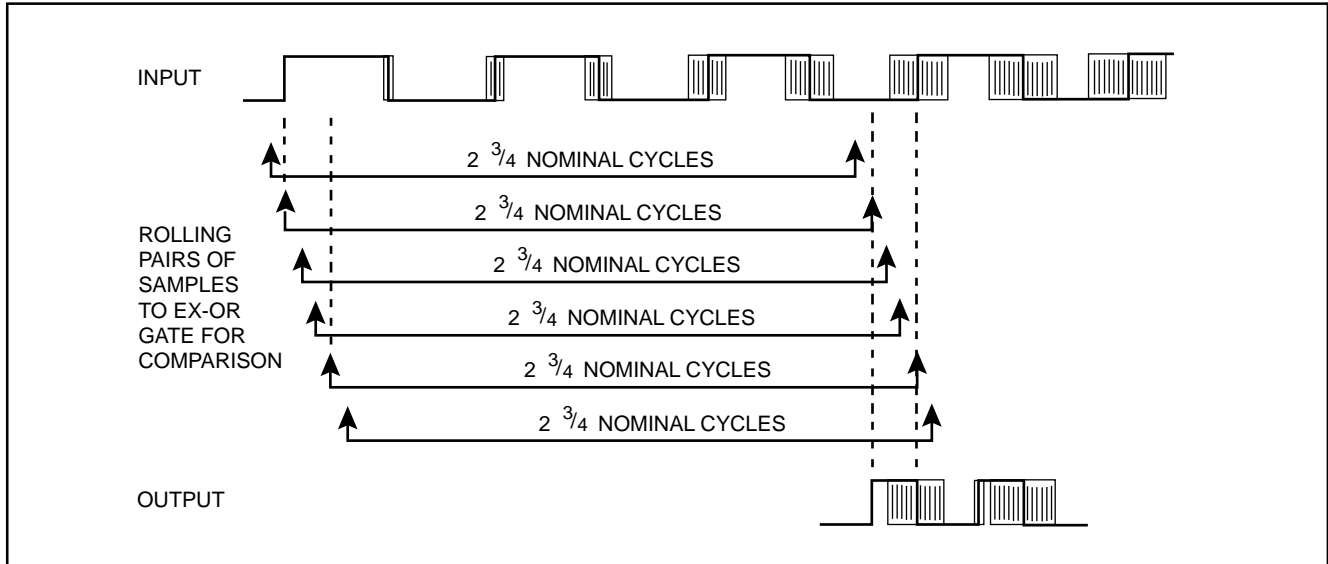 INPUT
2 3/4 NOMINAL CYCLES
2 3/4 NOMINAL CYCLES
ROLLING
PAIRS OF
SAMPLES
TO EX-OR
GATE FOR
COMPARISON
2 3/4 NOMINAL CYCLES
2 3/4 NOMINAL CYCLES
2 3/4 NOMINAL CYCLES
2 3/4 NOMINAL CYCLES
OUTPUT